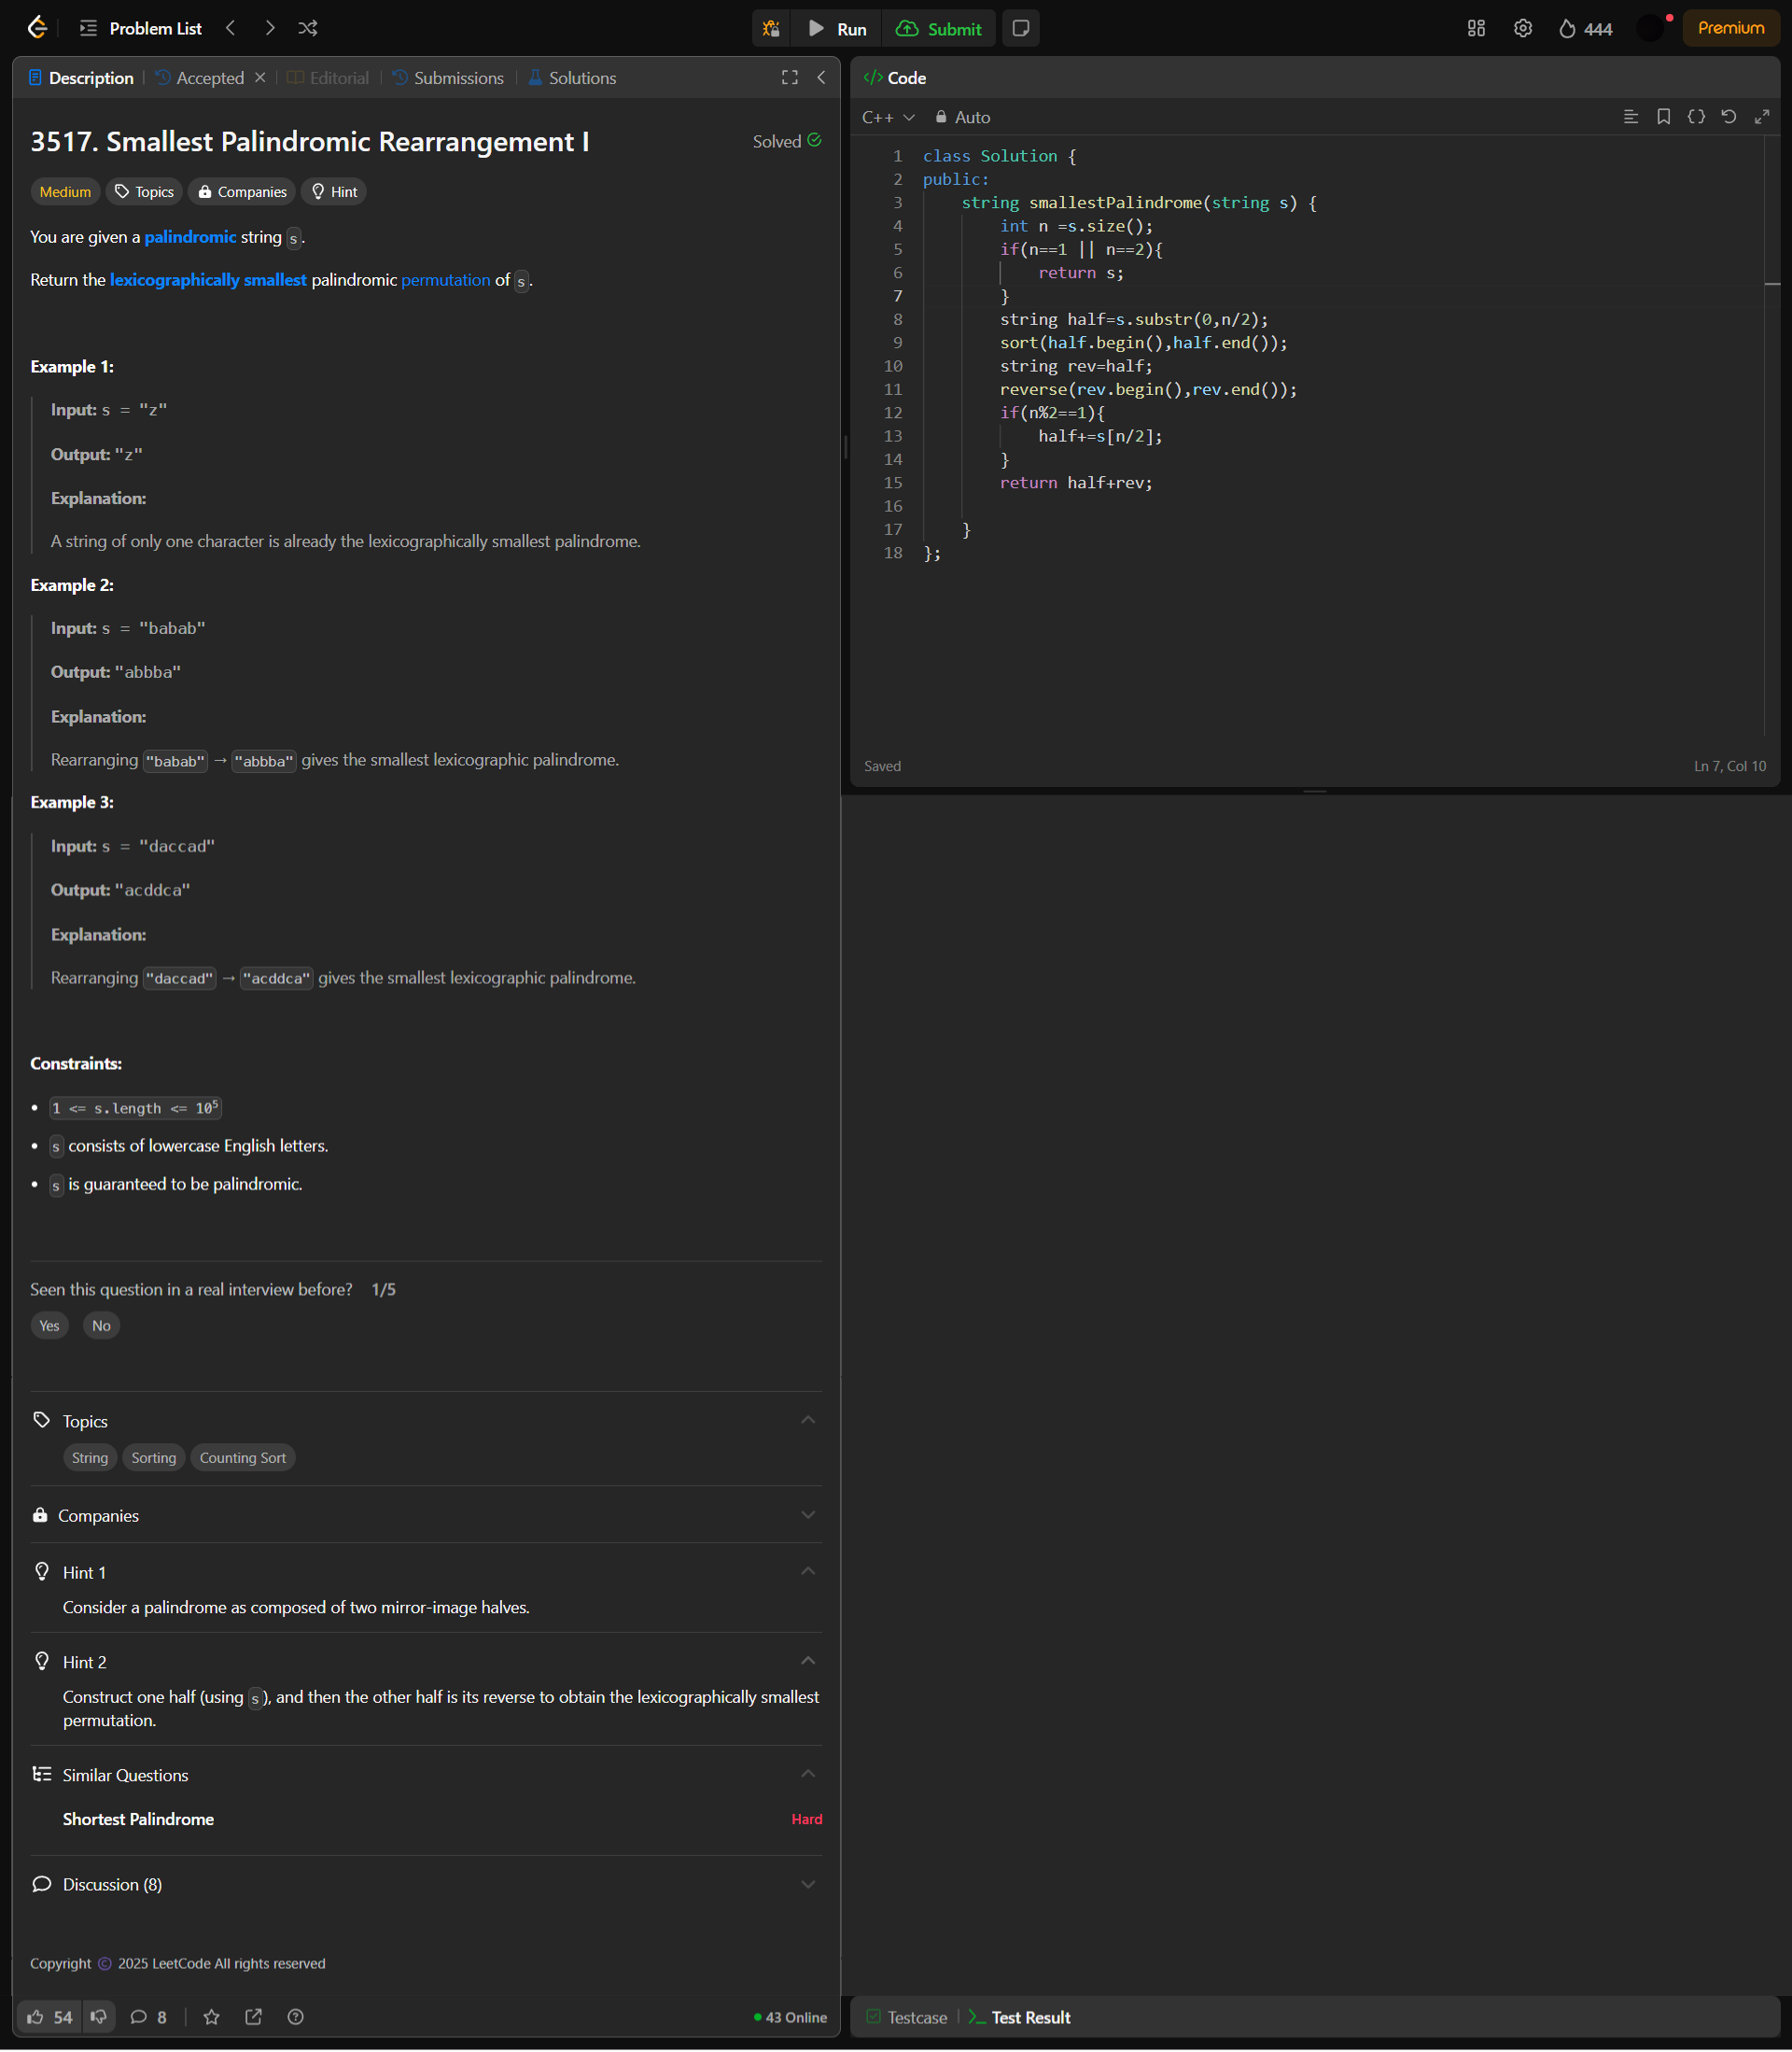 Problem List
Run
Submit
444
Premium
Description
Accepted
Editorial
Submissions
Solutions
3517. Smallest Palindromic Rearrangement I
Solved
Medium
Topics
Companies
Hint
You are given a palindromic string s.
Return the lexicographically smallest palindromic permutation of s.
Example 1:
Input: s = "z"
Output: "z"
Explanation:
A string of only one character is already the lexicographically smallest palindrome.
Example 2:
Input: s = "babab"
Output: "abbba"
Explanation:
Rearranging "babab" → "abbba" gives the smallest lexicographic palindrome.
Example 3:
Input: s = "daccad"
Output: "acddca"
Explanation:
Rearranging "daccad" → "acddca" gives the smallest lexicographic palindrome.
Constraints:
• 1 <= s.length <= 10⁵
• s consists of lowercase English letters.
• s is guaranteed to be palindromic.
Seen this question in a real interview before? 1/5
Yes
No
Topics
String
Sorting
Counting Sort
Companies
Hint 1
Consider a palindrome as composed of two mirror-image halves.
Hint 2
Construct one half (using s), and then the other half is its reverse to obtain the lexicographically smallest
permutation.
Similar Questions
Shortest Palindrome
Hard
Discussion (8)
Copyright © 2025 LeetCode All rights reserved
54
8
43 Online
</> Code
C++
Auto
1 class Solution {
2 public:
3     string smallestPalindrome(string s) {
4         int n =s.size();
5         if(n==1 || n==2){
6             return s;
7         }
8         string half=s.substr(0,n/2);
9         sort(half.begin(),half.end());
10         string rev=half;
11         reverse(rev.begin(),rev.end());
12         if(n%2==1){
13             half+=s[n/2];
14         }
15         return half+rev;
16
17     }
18 };
Saved
Ln 7, Col 10
Testcase
Test Result